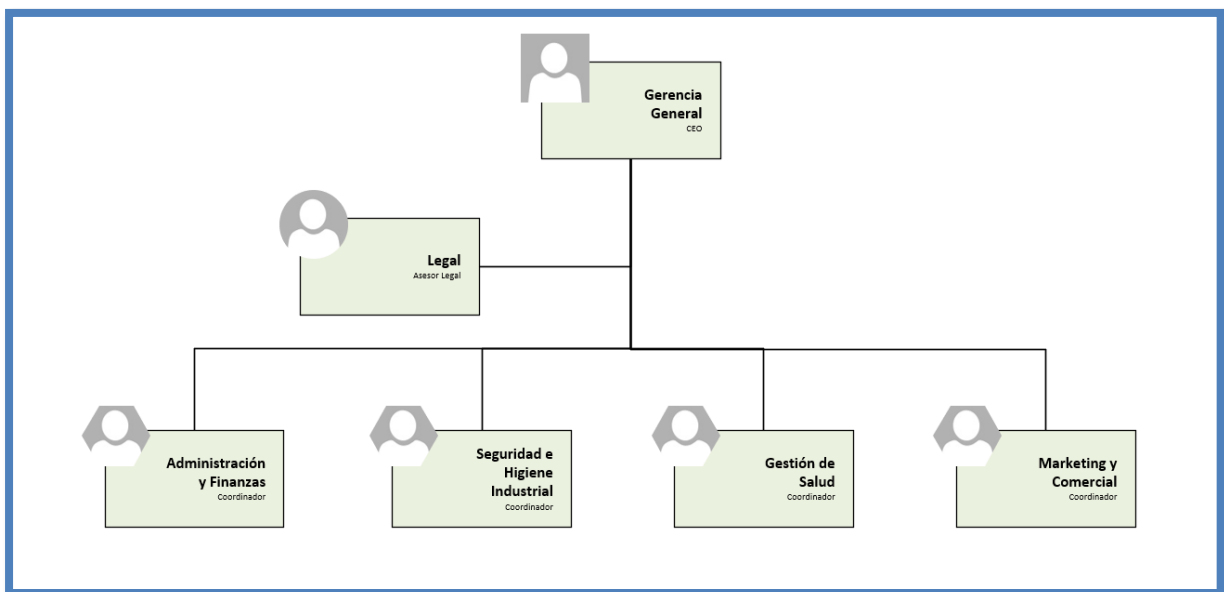 Gerencia
General
CEO
Legal
Asesor Legal
Administración
y Finanzas
Coordinador
Seguridad e
Higiene
Industrial
Coordinador
Gestión de
Salud
Coordinador
Marketing y
Comercial
Coordinador